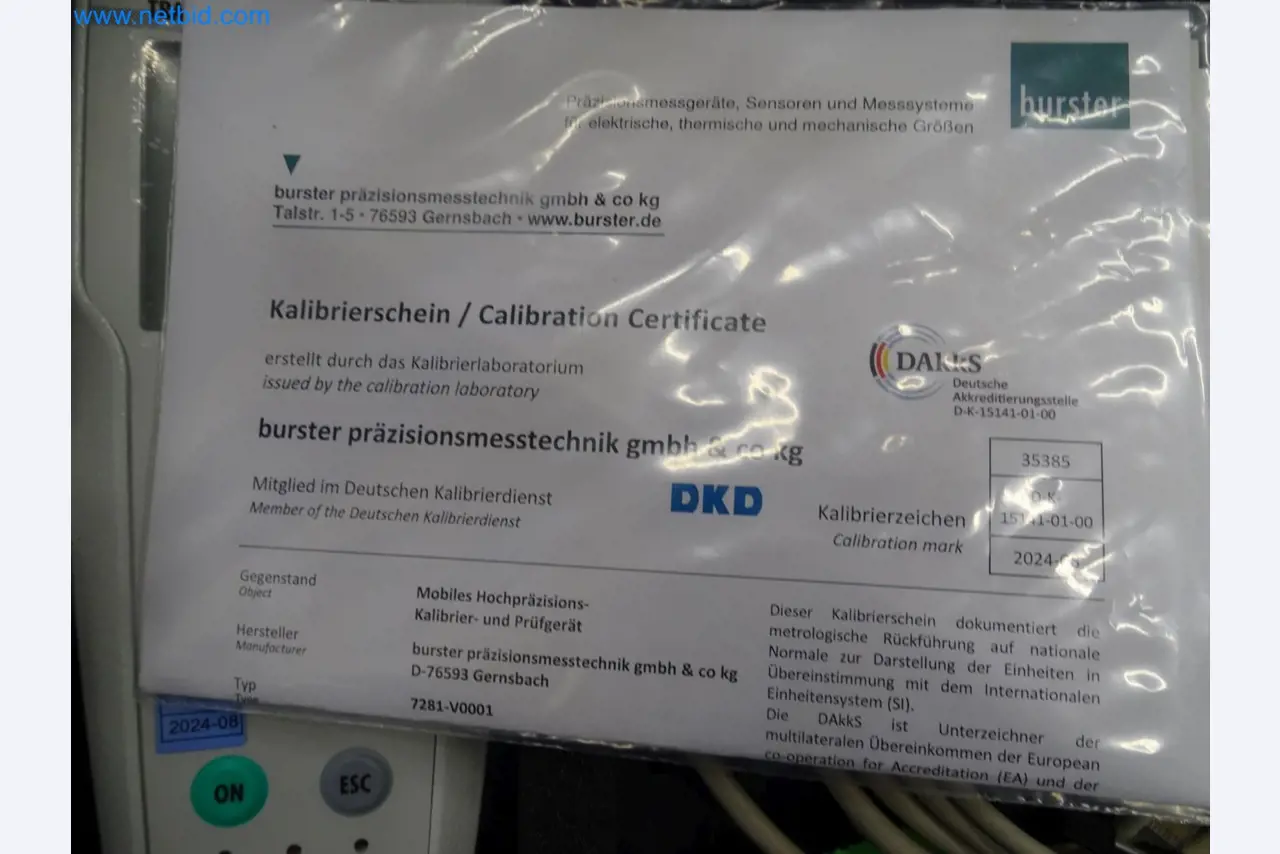 www.netbid.com
burster
Präzisionsmessgeräte, Sensoren und Messsysteme
für elektrische, thermische und mechanische Größen
burster präzisionsmesstechnik gmbh & co kg
Talstr. 1-5 • 76593 Gernsbach • www.burster.de
Kalibrierschein / Calibration Certificate
erstellt durch das Kalibrierlaboratorium
issued by the calibration laboratory
DAkkS
Deutsche
Akkreditierungsstelle
D-K-15141-01-00
burster präzisionsmesstechnik gmbh & co kg
Mitglied im Deutschen Kalibrierdienst
Member of the Deutschen Kalibrierdienst
DKD
Kalibrierzeichen
Calibration mark
35385
D-K-
15141-01-00
Gegenstand
Object
Mobiles Hochpräzisions-
Kalibrier- und Prüfgerät
Hersteller
Manufacturer
burster präzisionsmesstechnik gmbh & co kg
D-76593 Gernsbach
Typ
Type
7281-V0001
Dieser Kalibrierschein dokumentiert die
metrologische Rückführung auf nationale
Normale zur Darstellung der Einheiten in
Übereinstimmung mit dem Internationalen
Einheitensystem (SI).
Die DAkkS ist Unterzeichner der
multilateralen Übereinkommen der European
co-operation for Accreditation (EA) und der
2024-08
ON
ESC